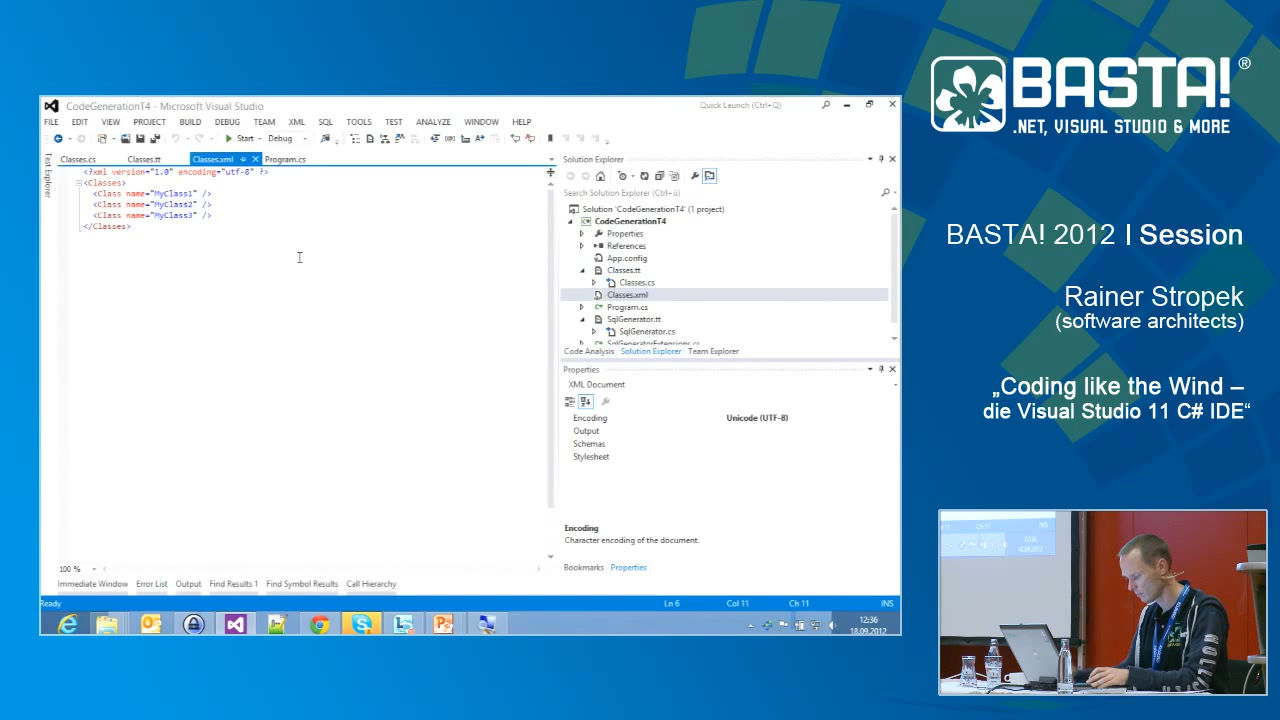 CodeGenerationT4 - Microsoft Visual Studio
Quick Launch (Ctrl+Q)
FILE EDIT VIEW PROJECT BUILD DEBUG TEAM XML SQL TOOLS TEST ANALYZE WINDOW HELP
Start Debug
Test Explorer
Classes.cs Classes.tt Classes.xml Program.cs
<?xml version="1.0" encoding="utf-8" ?>
<Classes>
<Class name="MyClass1" />
<Class name="MyClass2" />
<Class name="MyClass3" />
</Classes>
100 %
Solution Explorer
Search Solution Explorer (Ctrl+ü)
Solution 'CodeGenerationT4' (1 project)
CodeGenerationT4
Properties
References
App.config
Classes.tt
Classes.cs
Classes.xml
Program.cs
SqlGenerator.tt
SqlGenerator.cs
SqlGeneratorExtensions.cs
Code Analysis Solution Explorer Team Explorer
Properties
XML Document
Encoding Unicode (UTF-8)
Output
Schemas
Stylesheet
Encoding
Character encoding of the document.
Bookmarks Properties
Immediate Window Error List Output Find Results 1 Find Symbol Results Call Hierarchy
Ready Ln 6 Col 11 Ch 11 INS
12:36
18.09.2012
BASTA!®
.NET, VISUAL STUDIO & MORE
BASTA! 2012 I Session
Rainer Stropek
(software architects)
„Coding like the Wind –
die Visual Studio 11 C# IDE“